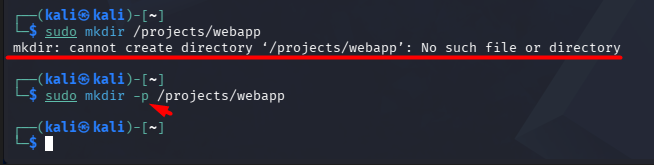 ┌──(kali㉿kali)-[~]
└─$ sudo mkdir /projects/webapp
mkdir: cannot create directory ‘/projects/webapp’: No such file or directory
┌──(kali㉿kali)-[~]
└─$ sudo mkdir -p /projects/webapp
┌──(kali㉿kali)-[~]
└─$